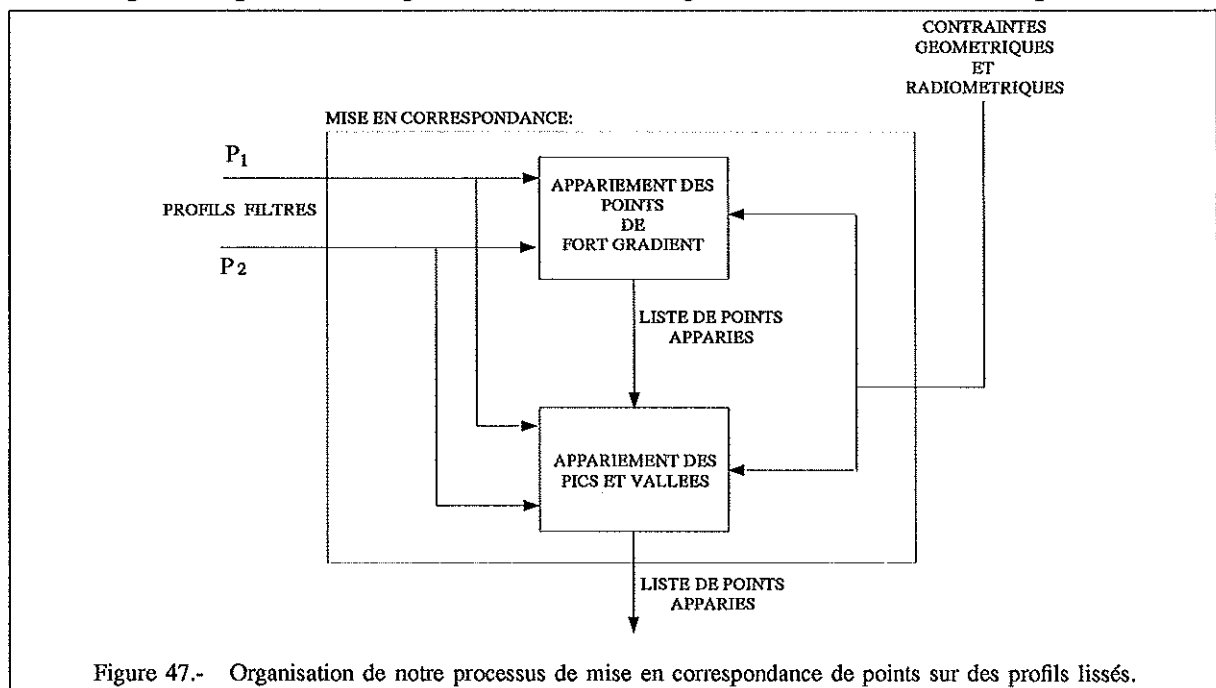 CONTRAINTES
GEOMETRIQUES
ET
RADIOMETRIQUES
MISE EN CORRESPONDANCE:
P1
PROFILS FILTRES
P2
APPARIEMENT DES
POINTS
DE
FORT GRADIENT
LISTE DE POINTS
APPARIES
APPARIEMENT DES
PICS ET VALLEES
LISTE DE POINTS
APPARIES
Figure 47.- Organisation de notre processus de mise en correspondance de points sur des profils lissés.